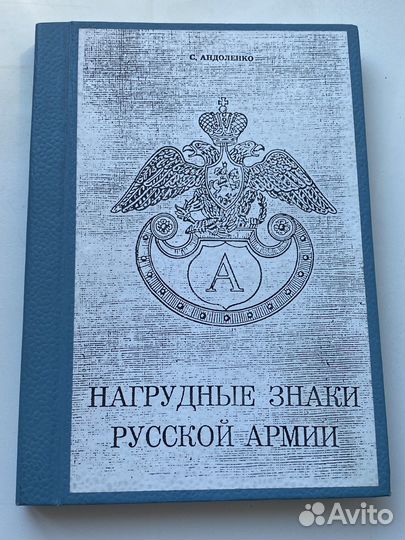 С. АНДОЛЕНКО
А
НАГРУДНЫЕ ЗНАКИ
РУССКОЙ АРМИИ
Avito